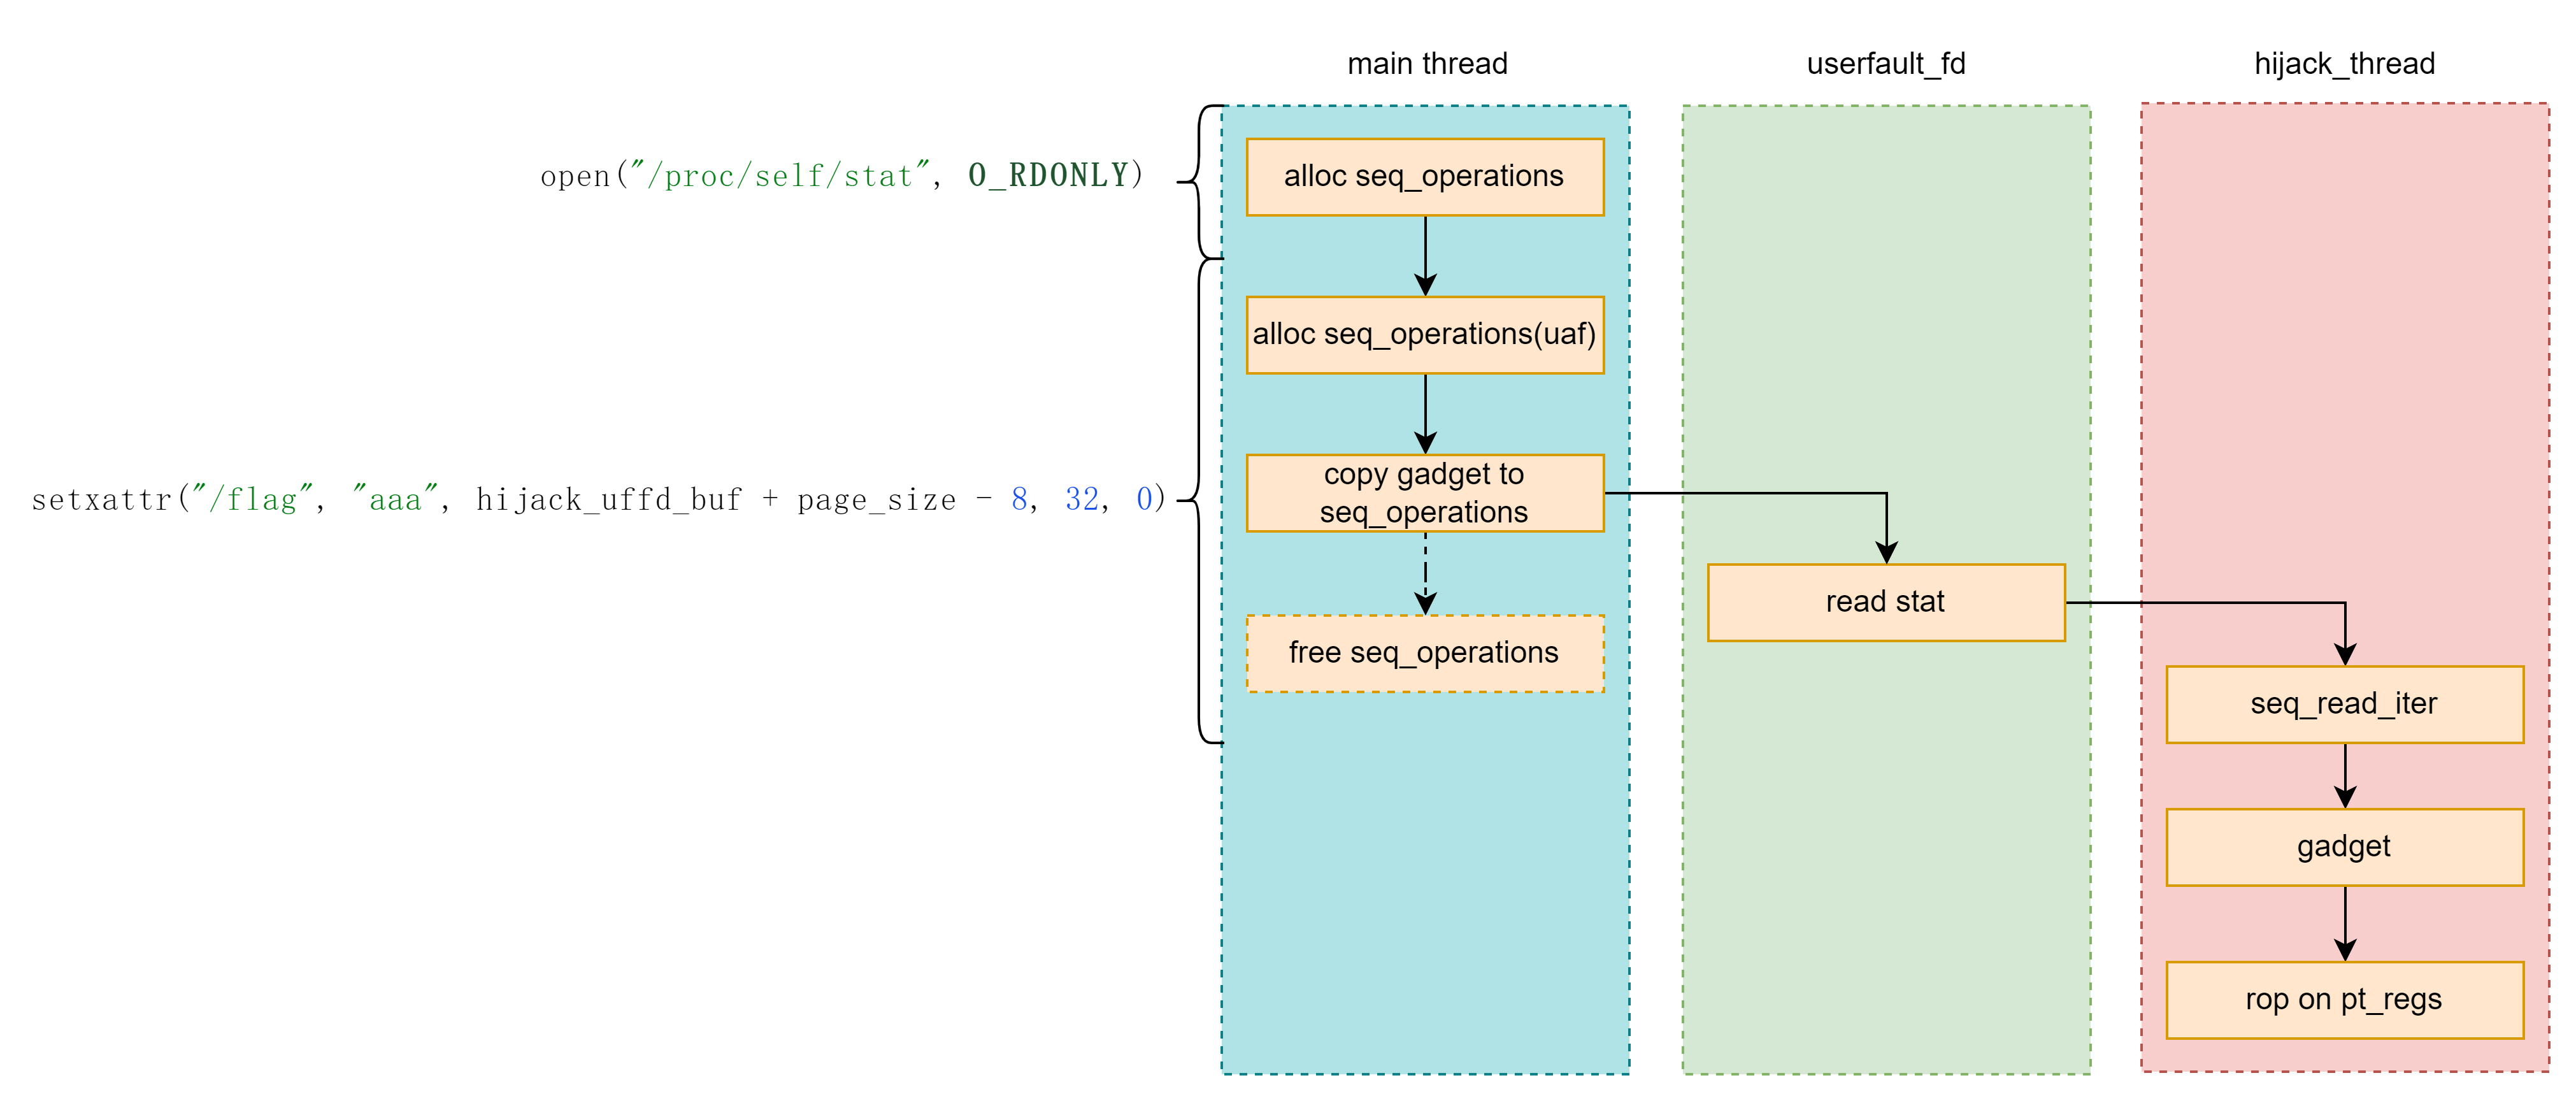 main thread
userfault_fd
hijack_thread
open("/proc/self/stat", O_RDONLY)
alloc seq_operations
alloc seq_operations(uaf)
setxattr("/flag", "aaa", hijack_uffd_buf + page_size - 8, 32, 0)
copy gadget to
seq_operations
read stat
free seq_operations
seq_read_iter
gadget
rop on pt_regs